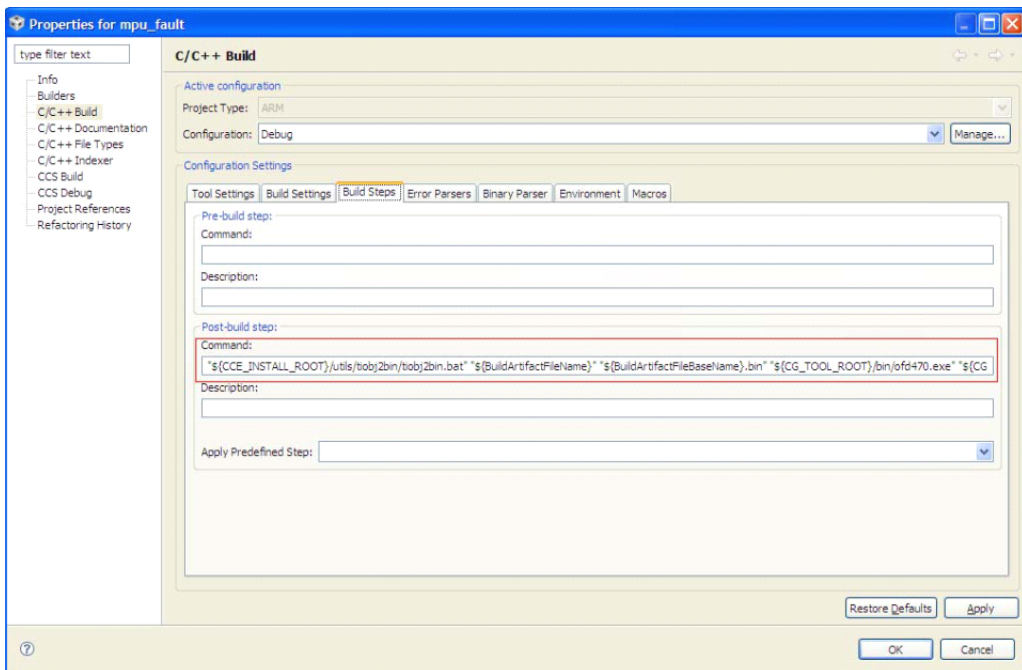 Properties for mpu_fault
type filter text
Info
Builders
C/C++ Build
C/C++ Documentation
C/C++ File Types
C/C++ Indexer
CCS Build
CCS Debug
Project References
Refactoring History
C/C++ Build
Active configuration
Project Type: ARM
Configuration: Debug
Manage...
Configuration Settings
Tool Settings Build Settings Build Steps Error Parsers Binary Parser Environment Macros
Pre-build step:
Command:
Description:
Post-build step:
Command:
"${CCE_INSTALL_ROOT}/utils/tiobj2bin/tiobj2bin.bat" "${BuildArtifactFileName}" "${BuildArtifactFileBaseName}.bin" "${CG_TOOL_ROOT}/bin/ofd470.exe" "${CG
Description:
Apply Predefined Step:
Restore Defaults Apply
OK Cancel